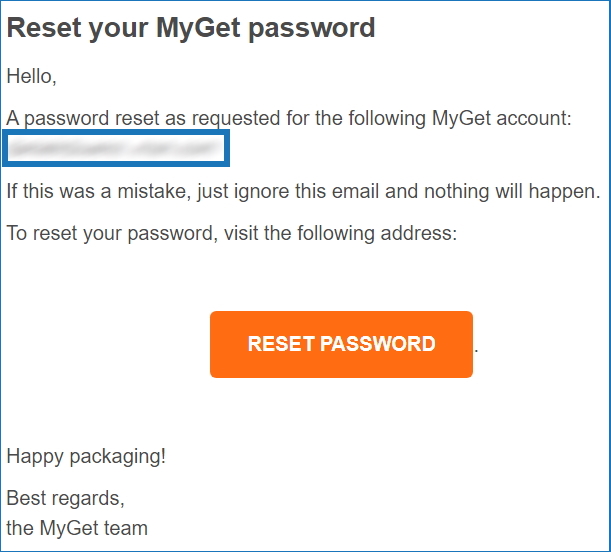 Reset your MyGet password
Hello,
A password reset as requested for the following MyGet account:
If this was a mistake, just ignore this email and nothing will happen.
To reset your password, visit the following address:
RESET PASSWORD.
Happy packaging!
Best regards,
the MyGet team